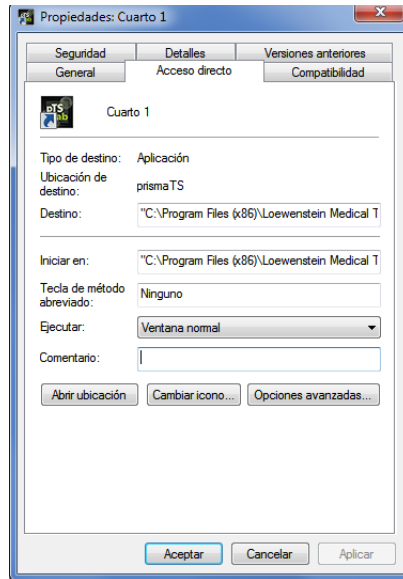 Propiedades: Cuarto 1
Seguridad Detalles Versiones anteriores
General Acceso directo Compatibilidad
pTS
lab
Cuarto 1
Tipo de destino: Aplicación
Ubicación de
destino: prismaTS
Destino: "C:\Program Files (x86)\Loewenstein Medical T
Iniciar en: "C:\Program Files (x86)\Loewenstein Medical T
Tecla de método
abreviado: Ninguno
Ejecutar: Ventana normal
Comentario:
Abrir ubicación Cambiar icono... Opciones avanzadas...
Aceptar Cancelar Aplicar